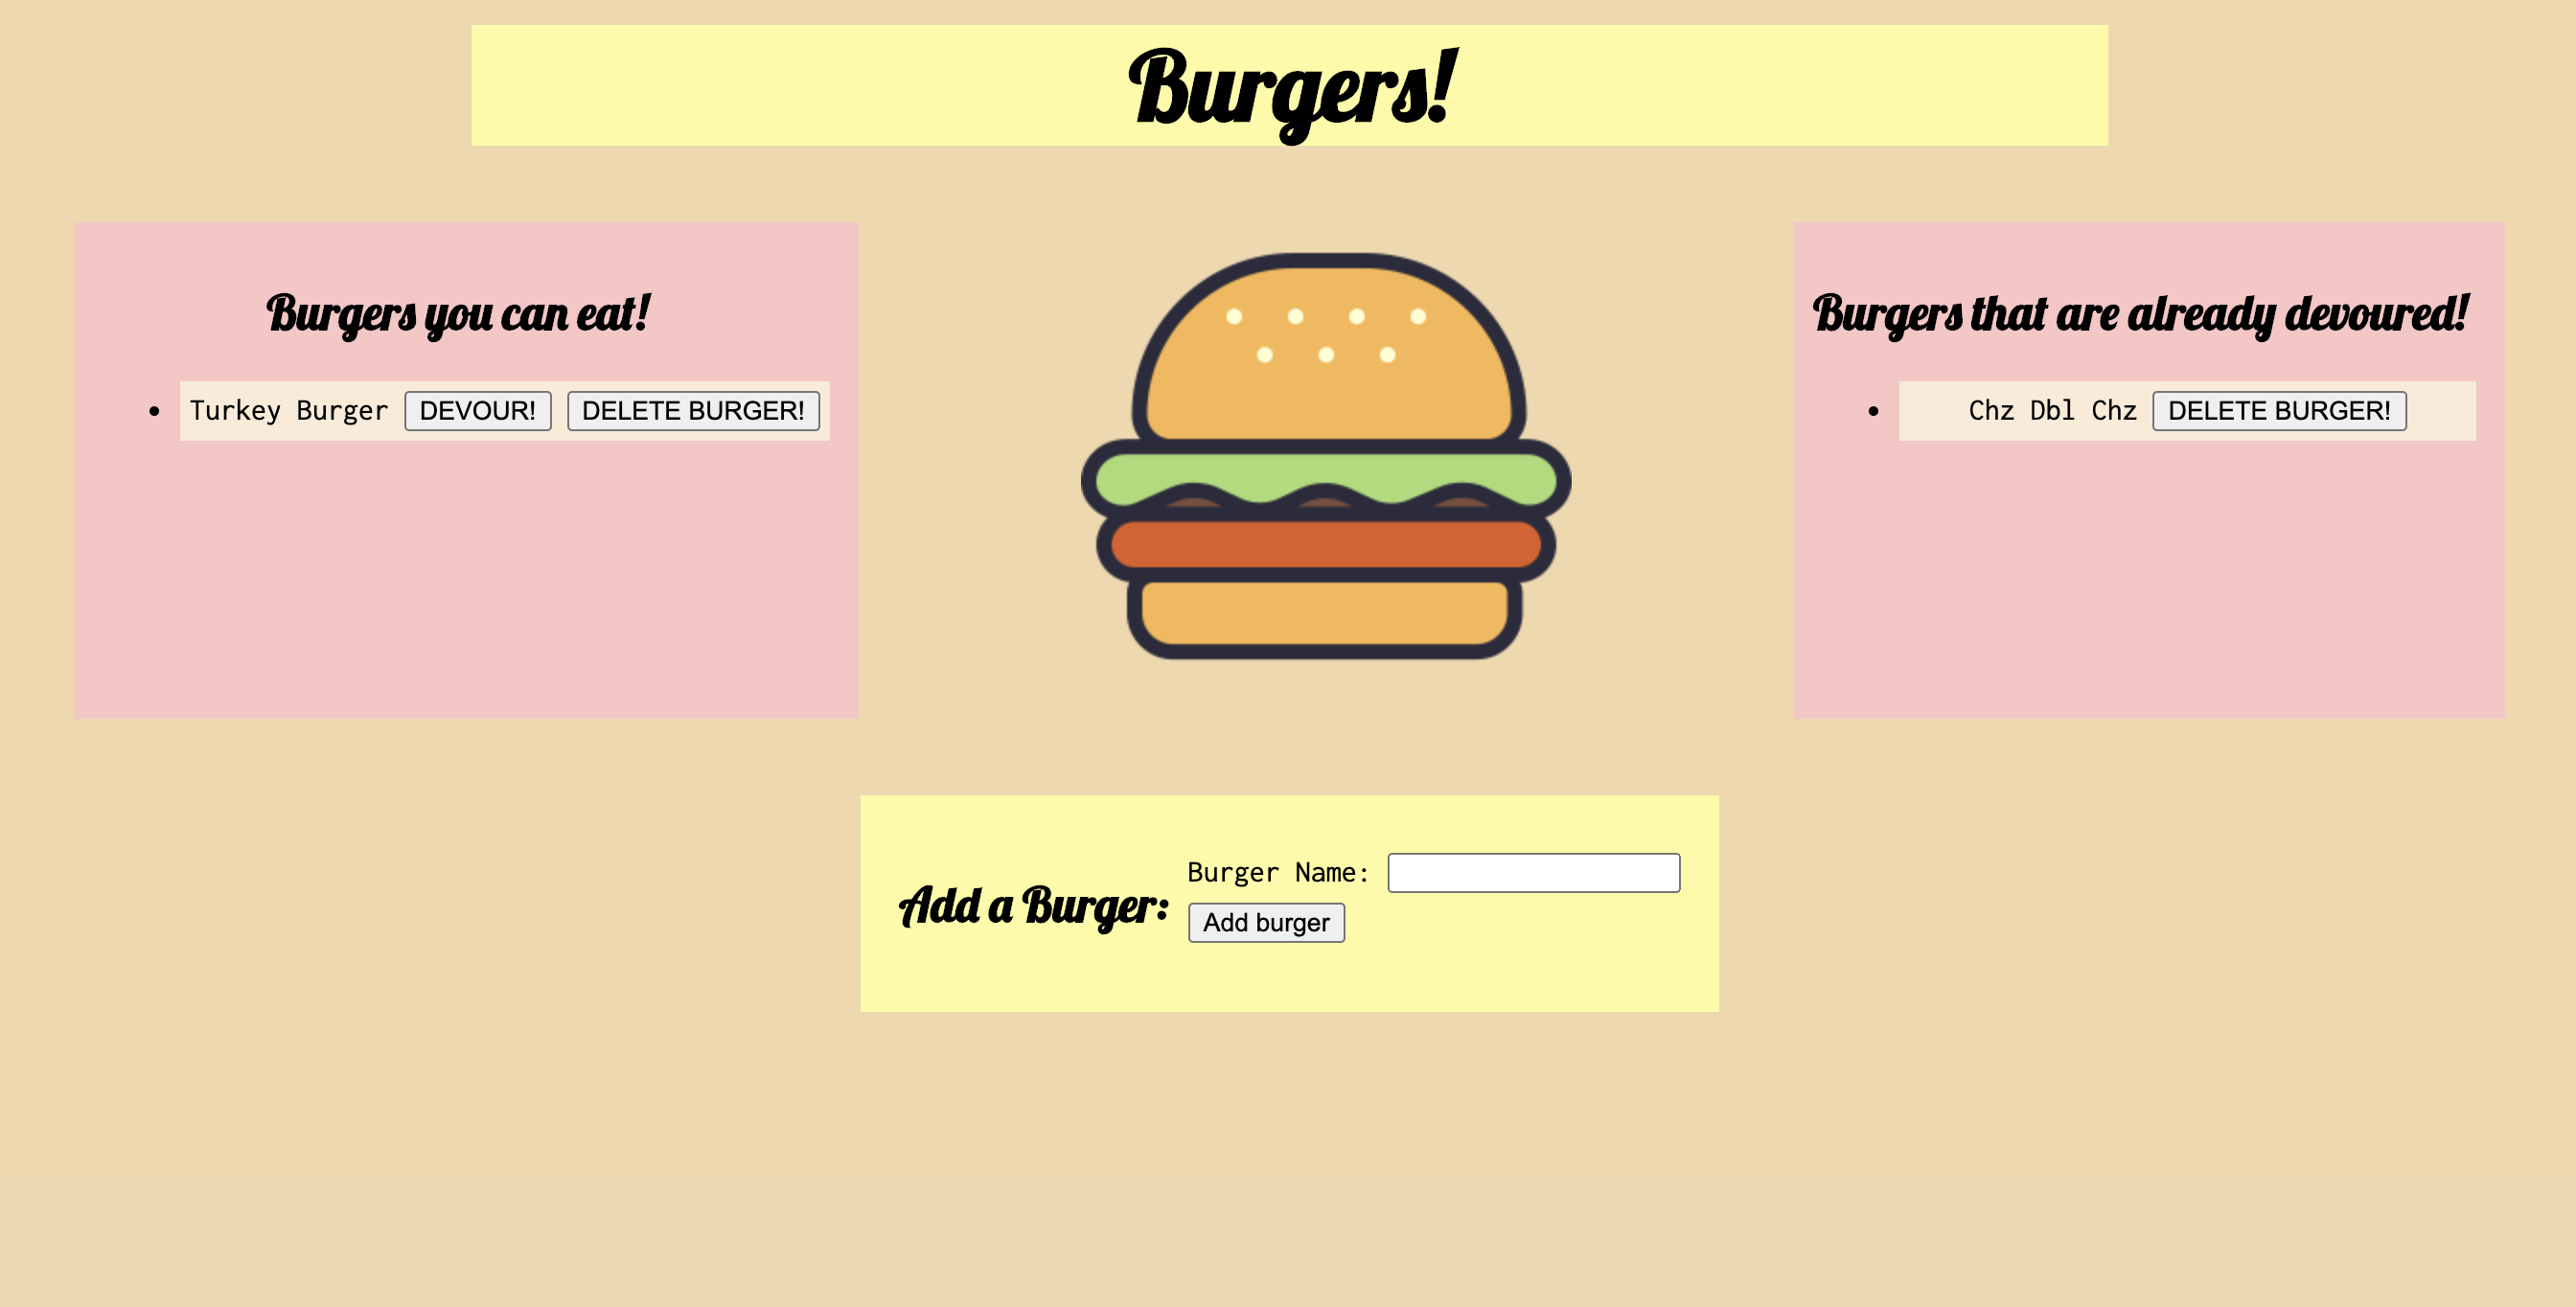 Burgers!
Burgers you can eat!
Turkey Burger DEVOUR! DELETE BURGER!
Burgers that are already devoured!
Chz Dbl Chz DELETE BURGER!
Add a Burger:
Burger Name:
Add burger